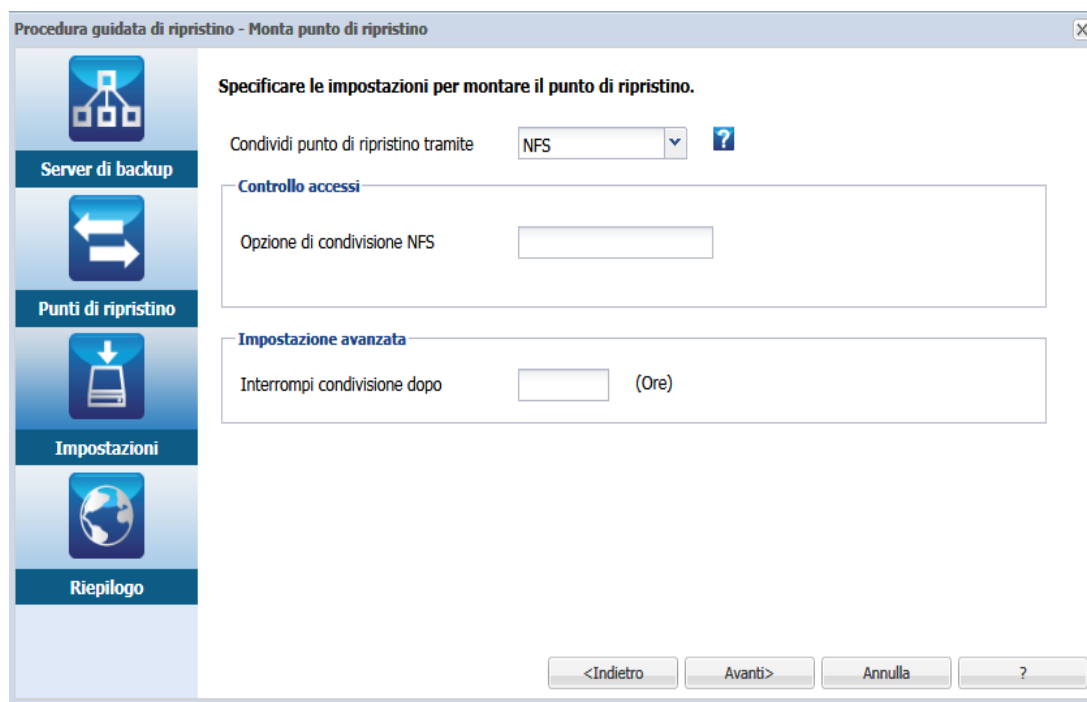 Procedura guidata di ripristino - Monta punto di ripristino
Server di backup
Punti di ripristino
Impostazioni
Riepilogo
Specificare le impostazioni per montare il punto di ripristino.
Condividi punto di ripristino tramite NFS ?
Controllo accessi
Opzione di condivisione NFS
Impostazione avanzata
Interrompi condivisione dopo (Ore)
<Indietro Avanti> Annulla ?